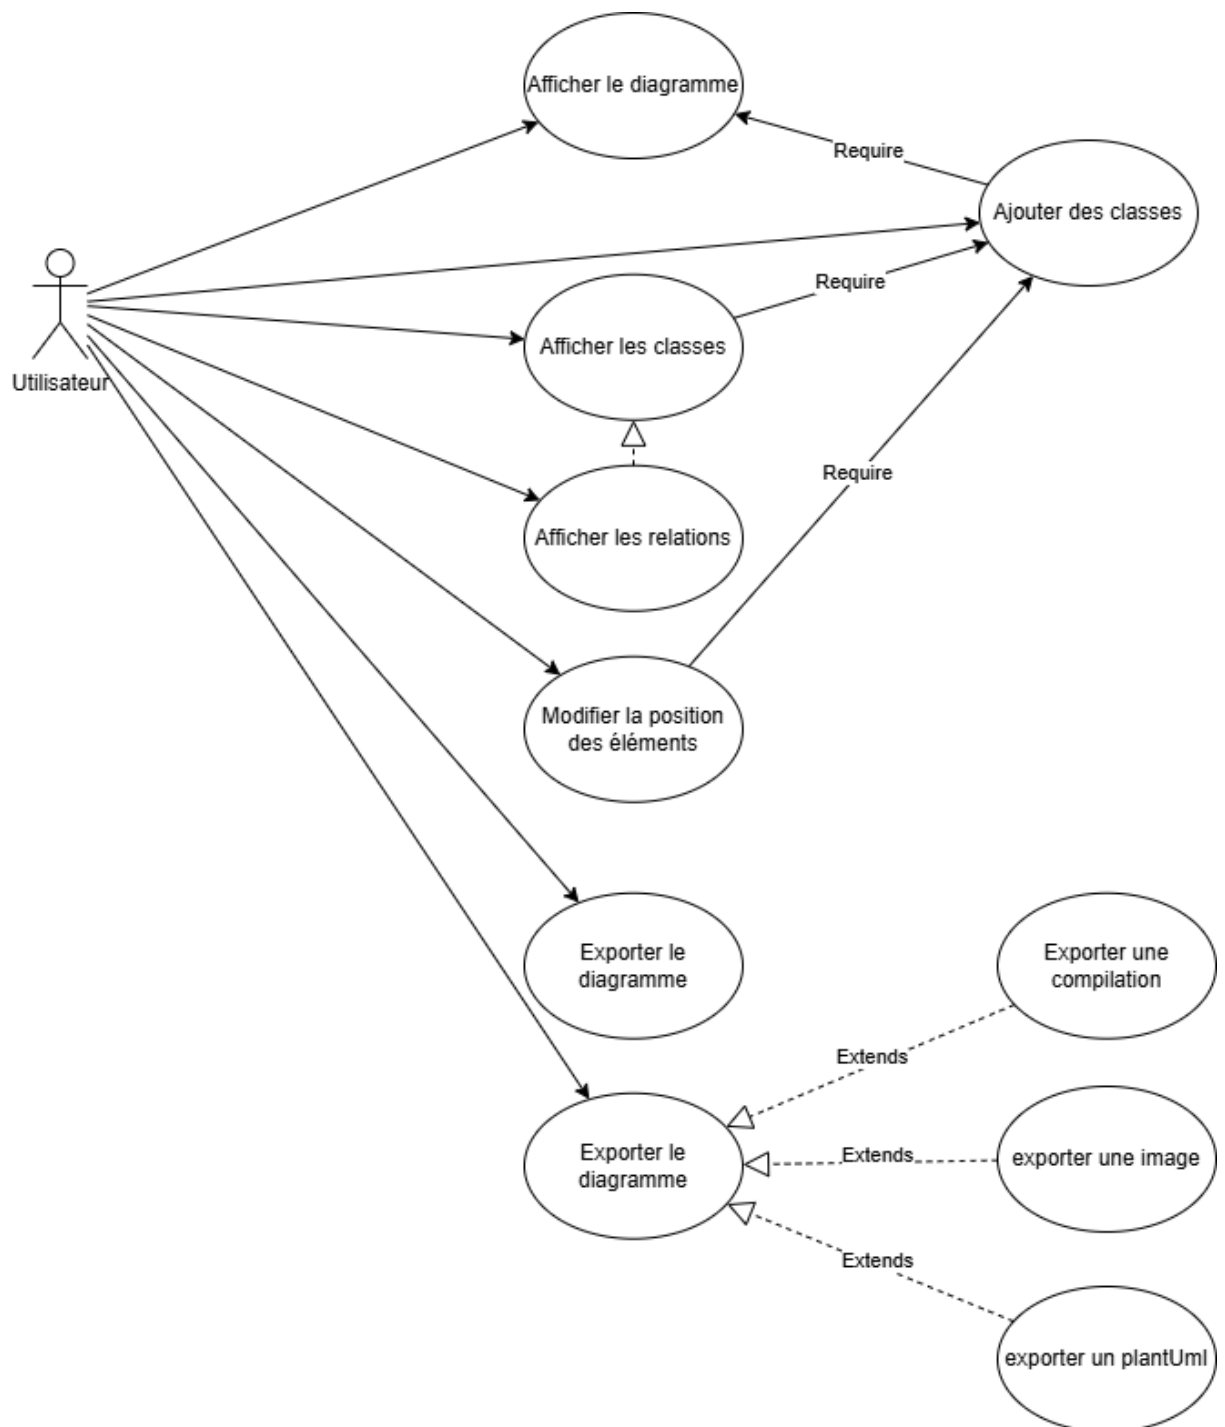 Afficher le diagramme
Require
Ajouter des classes
Require
Utilisateur
Afficher les classes
Require
Afficher les relations
Modifier la position
des éléments
Exporter le
diagramme
Exporter une
compilation
Extends
Exporter le
diagramme
Extends
exporter une image
Extends
exporter un plantUml